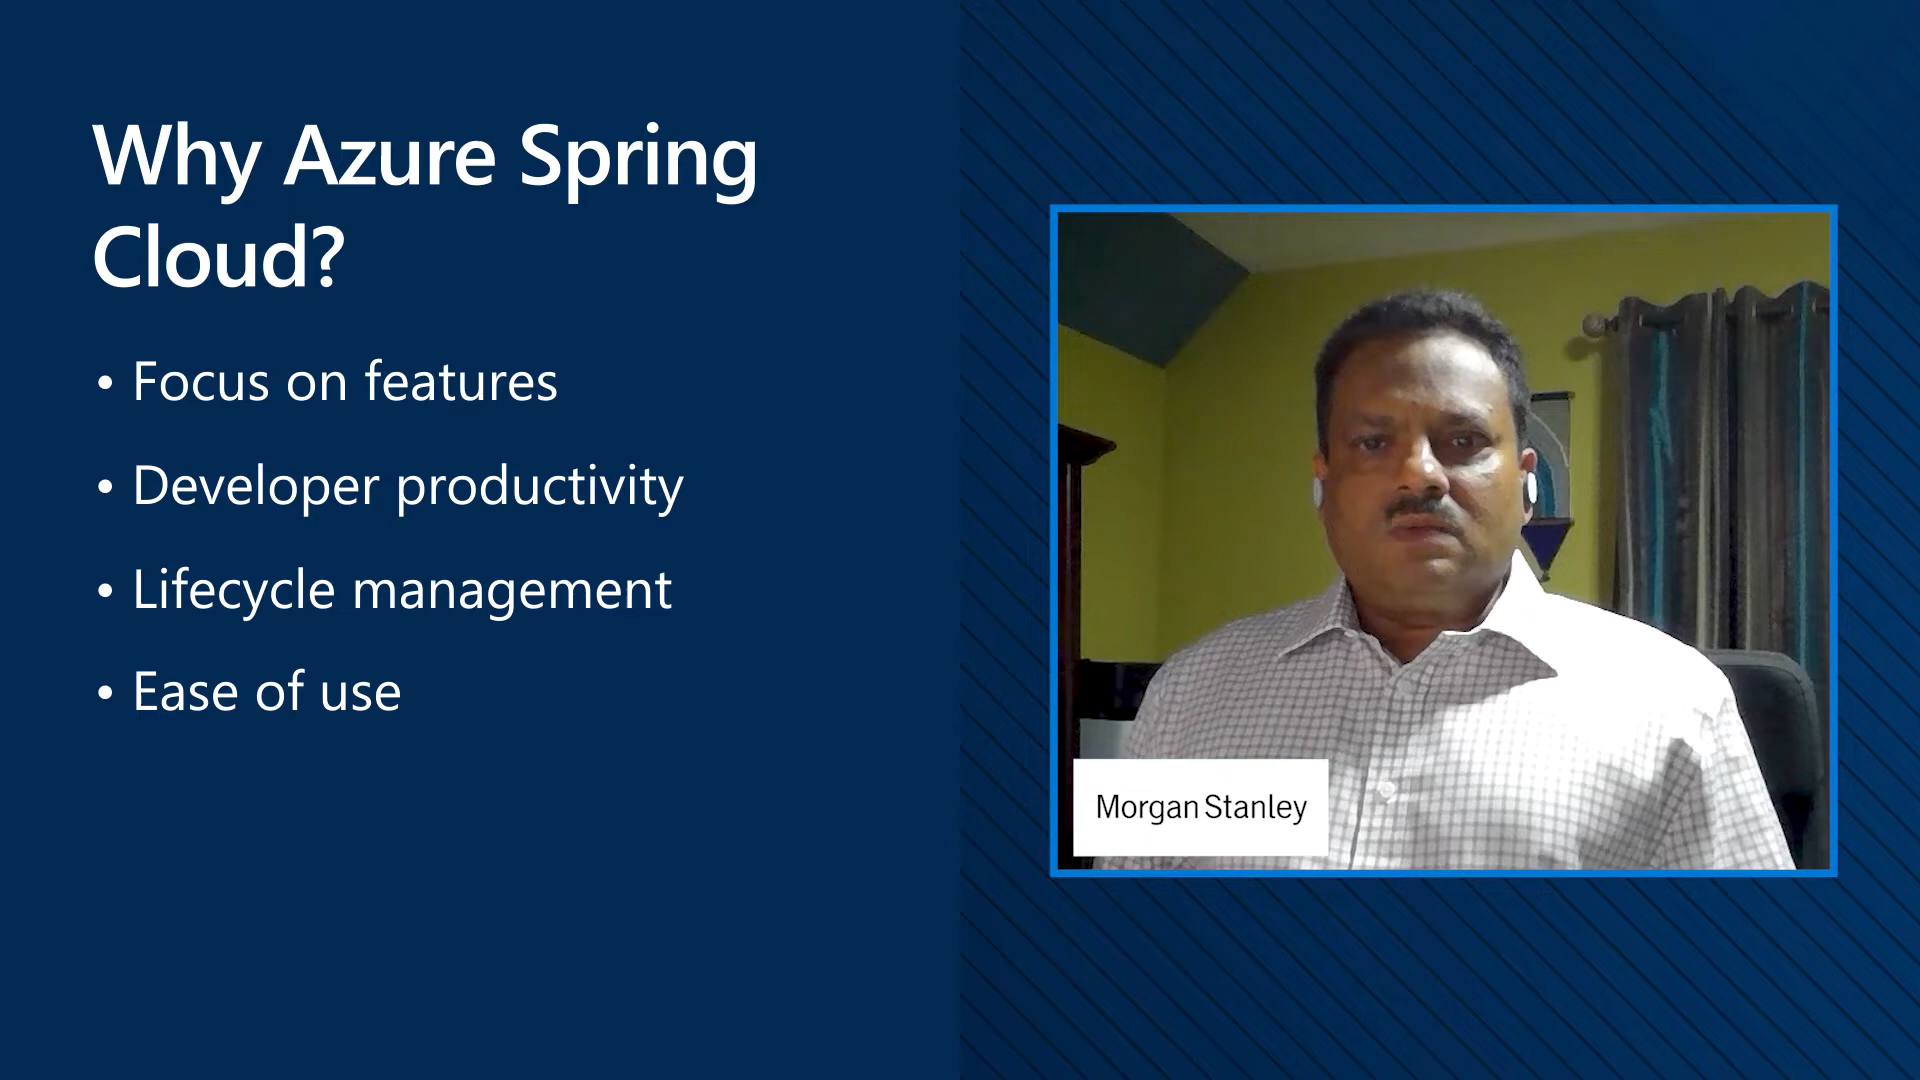 Why Azure Spring
Cloud?
• Focus on features
• Developer productivity
• Lifecycle management
• Ease of use
Morgan Stanley